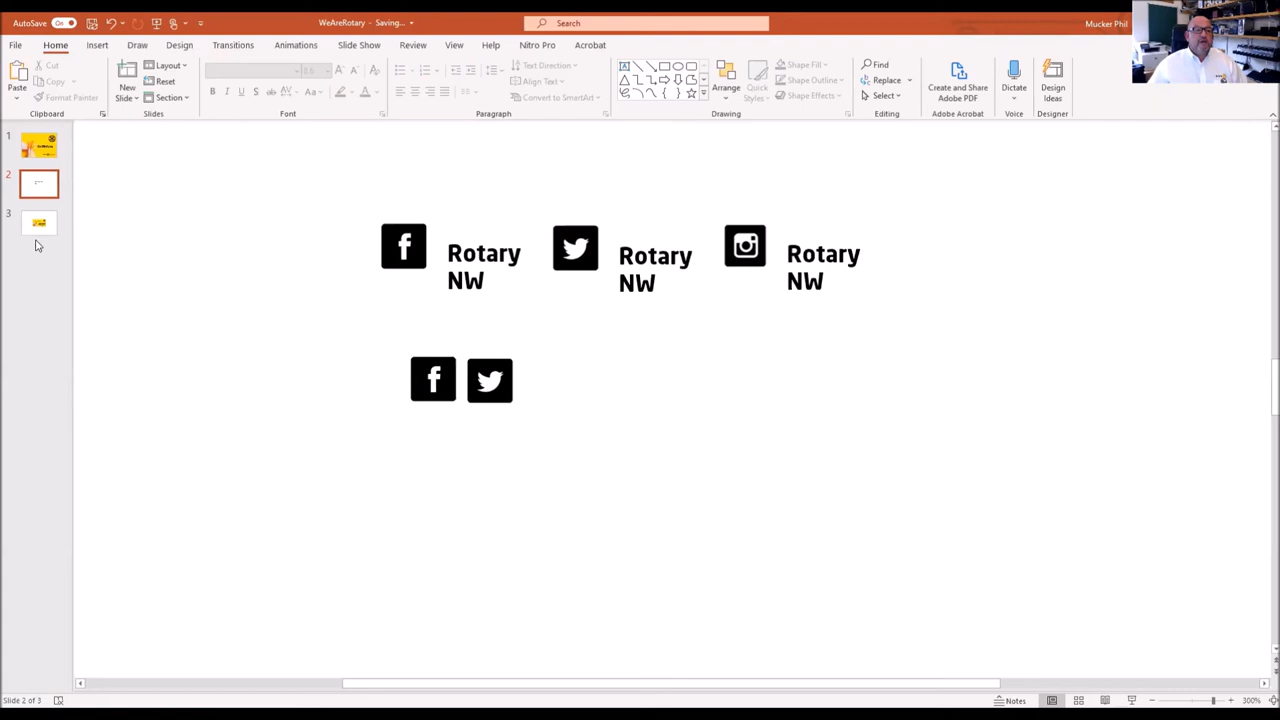 AutoSave On WeAreRotary - Saving... Search Mucker Phil
File Home Insert Draw Design Transitions Animations Slide Show Review View Help Nitro Pro Acrobat
Paste
Cut
Copy
Format Painter
Clipboard
New
Slide
Layout
Reset
Section
Slides
Font
Text Direction
Align Text
Convert to SmartArt
Paragraph
Arrange
Quick
Styles
Shape Fill
Shape Outline
Shape Effects
Drawing
Find
Replace
Select
Editing
Create and Share
Adobe PDF
Adobe Acrobat
Dictate
Voice
Design
Ideas
Designer
1
2
3
Rotary
NW
Rotary
NW
Rotary
NW
Slide 2 of 3 Notes 300%